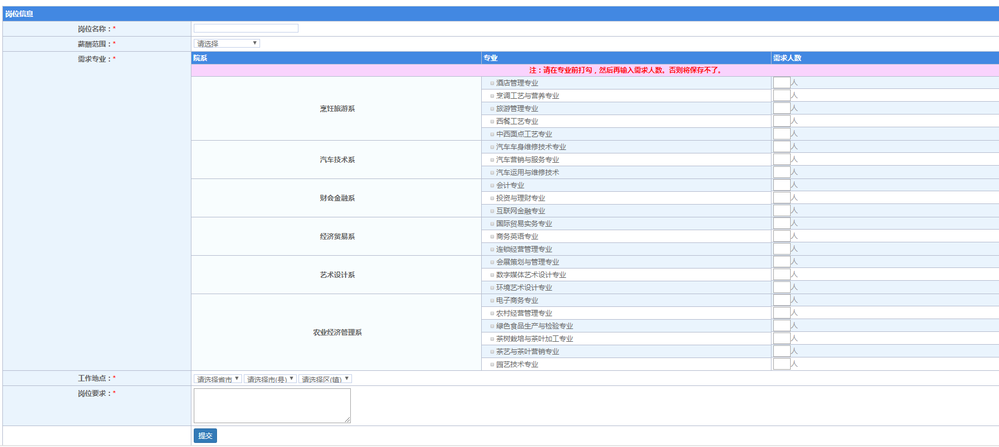 岗位信息
岗位名称：*
薪酬范围：* 请选择
需求专业：* 院系 专业 需求人数
注：请在专业前打勾，然后再输入需求人数。否则将保存不了。
烹饪旅游系
酒店管理专业 人
烹调工艺与营养专业 人
旅游管理专业 人
西餐工艺专业 人
中西面点工艺专业 人
汽车技术系
汽车车身维修技术专业 人
汽车营销与服务专业 人
汽车运用与维修技术 人
财会金融系
会计专业 人
投资与理财专业 人
互联网金融专业 人
经济贸易系
国际贸易实务专业 人
商务英语专业 人
连锁经营管理专业 人
艺术设计系
会展策划与管理专业 人
数字媒体艺术设计专业 人
环境艺术设计专业 人
农业经济管理系
电子商务专业 人
农村经营管理专业 人
绿色食品生产与检验专业 人
茶树栽培与茶叶加工专业 人
茶艺与茶叶营销专业 人
园艺技术专业 人
工作地点：* 请选择省市 请选择市(县) 请选择区(镇)
岗位要求：*
提交